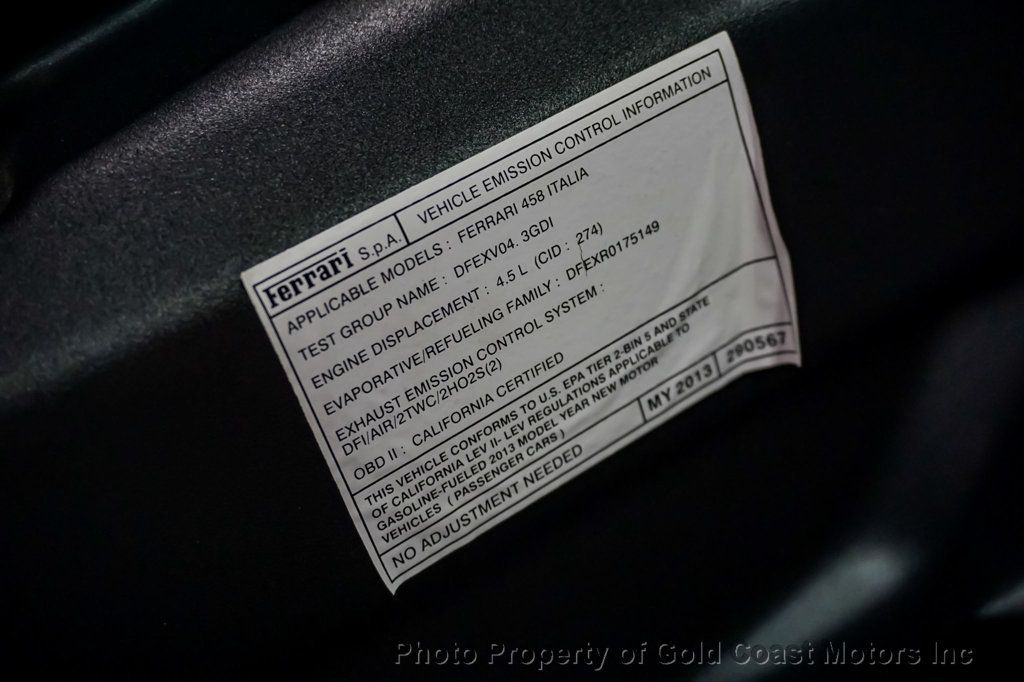 Ferrari S.p.A. VEHICLE EMISSION CONTROL INFORMATION
APPLICABLE MODELS : FERRARI 458 ITALIA
TEST GROUP NAME : DFEXV04. 3GDI
ENGINE DISPLACEMENT : 4.5 L (CID : 274)
EVAPORATIVE/REFUELING FAMILY : DFEXR0175149
EXHAUST EMISSION CONTROL SYSTEM :
DFI/AIR/2TWC/2HO2S(2)
OBD II : CALIFORNIA CERTIFIED
THIS VEHICLE CONFORMS TO U.S. EPA TIER 2-BIN 5 AND STATE
OF CALIFORNIA LEV II- LEV REGULATIONS APPLICABLE TO
GASOLINE-FUELED 2013 MODEL YEAR NEW MOTOR
VEHICLES ( PASSENGER CARS )
NO ADJUSTMENT NEEDED MY 2013 290567
Photo Property of Gold Coast Motors Inc